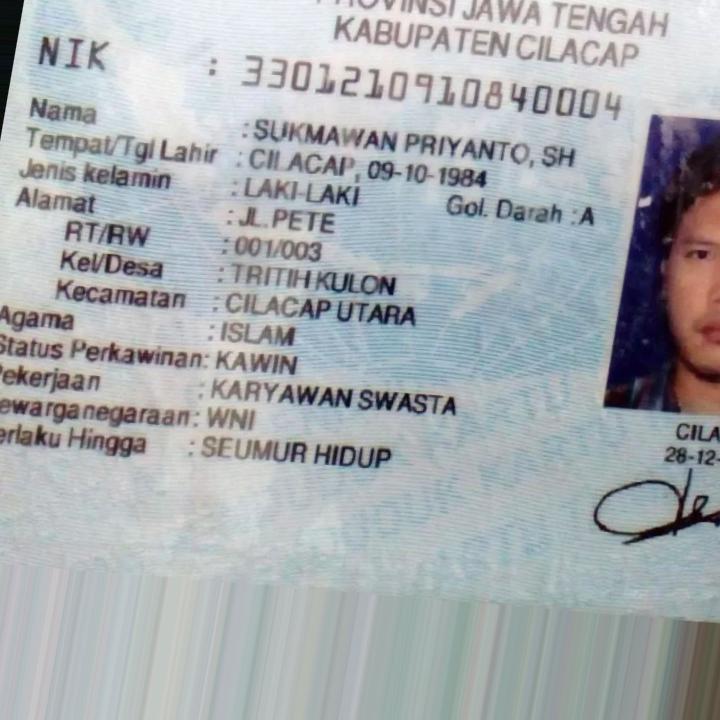 PROVINSI JAWA TENGAH
KABUPATEN CILACAP
NIK : 3301210910840004
Nama : SUKMAWAN PRIYANTO, SH
Tempat/Tgl Lahir : CILACAP, 09-10-1984
Jenis kelamin : LAKI-LAKI Gol. Darah : A
Alamat : JL. PETE
RT/RW : 001/003
Kel/Desa : TRITIH KULON
Kecamatan : CILACAP UTARA
Agama : ISLAM
Status Perkawinan: KAWIN
Pekerjaan : KARYAWAN SWASTA
ewarganegaraan: WNI
erlaku Hingga : SEUMUR HIDUP
CILA
28-12-